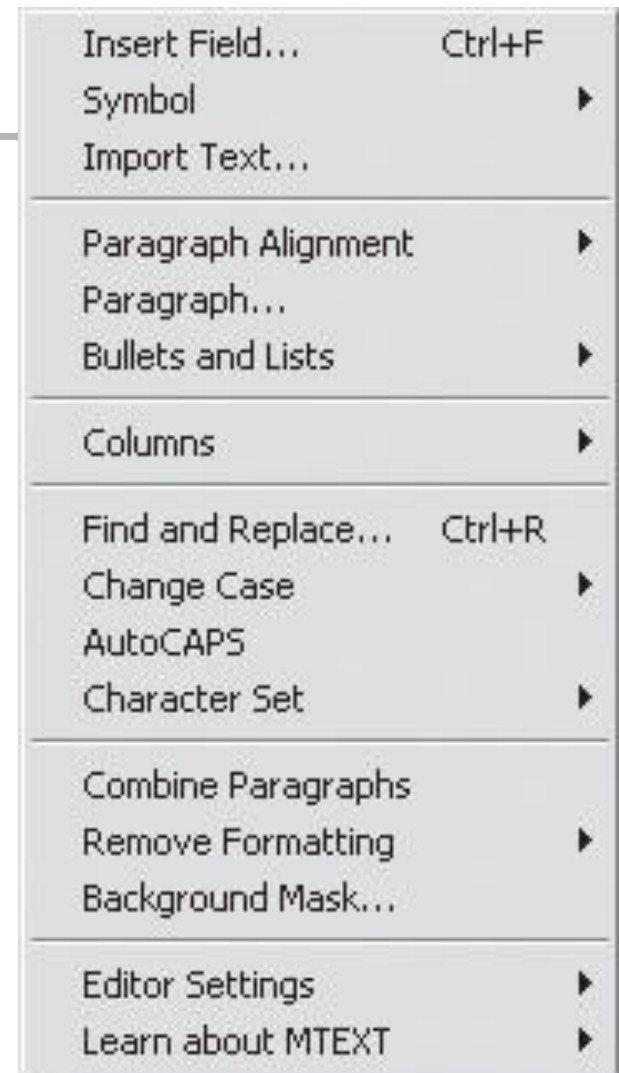 Insert Field... Ctrl+F
Symbol
Import Text...
Paragraph Alignment
Paragraph...
Bullets and Lists
Columns
Find and Replace... Ctrl+R
Change Case
AutoCAPS
Character Set
Combine Paragraphs
Remove Formatting
Background Mask...
Editor Settings
Learn about MTEXT